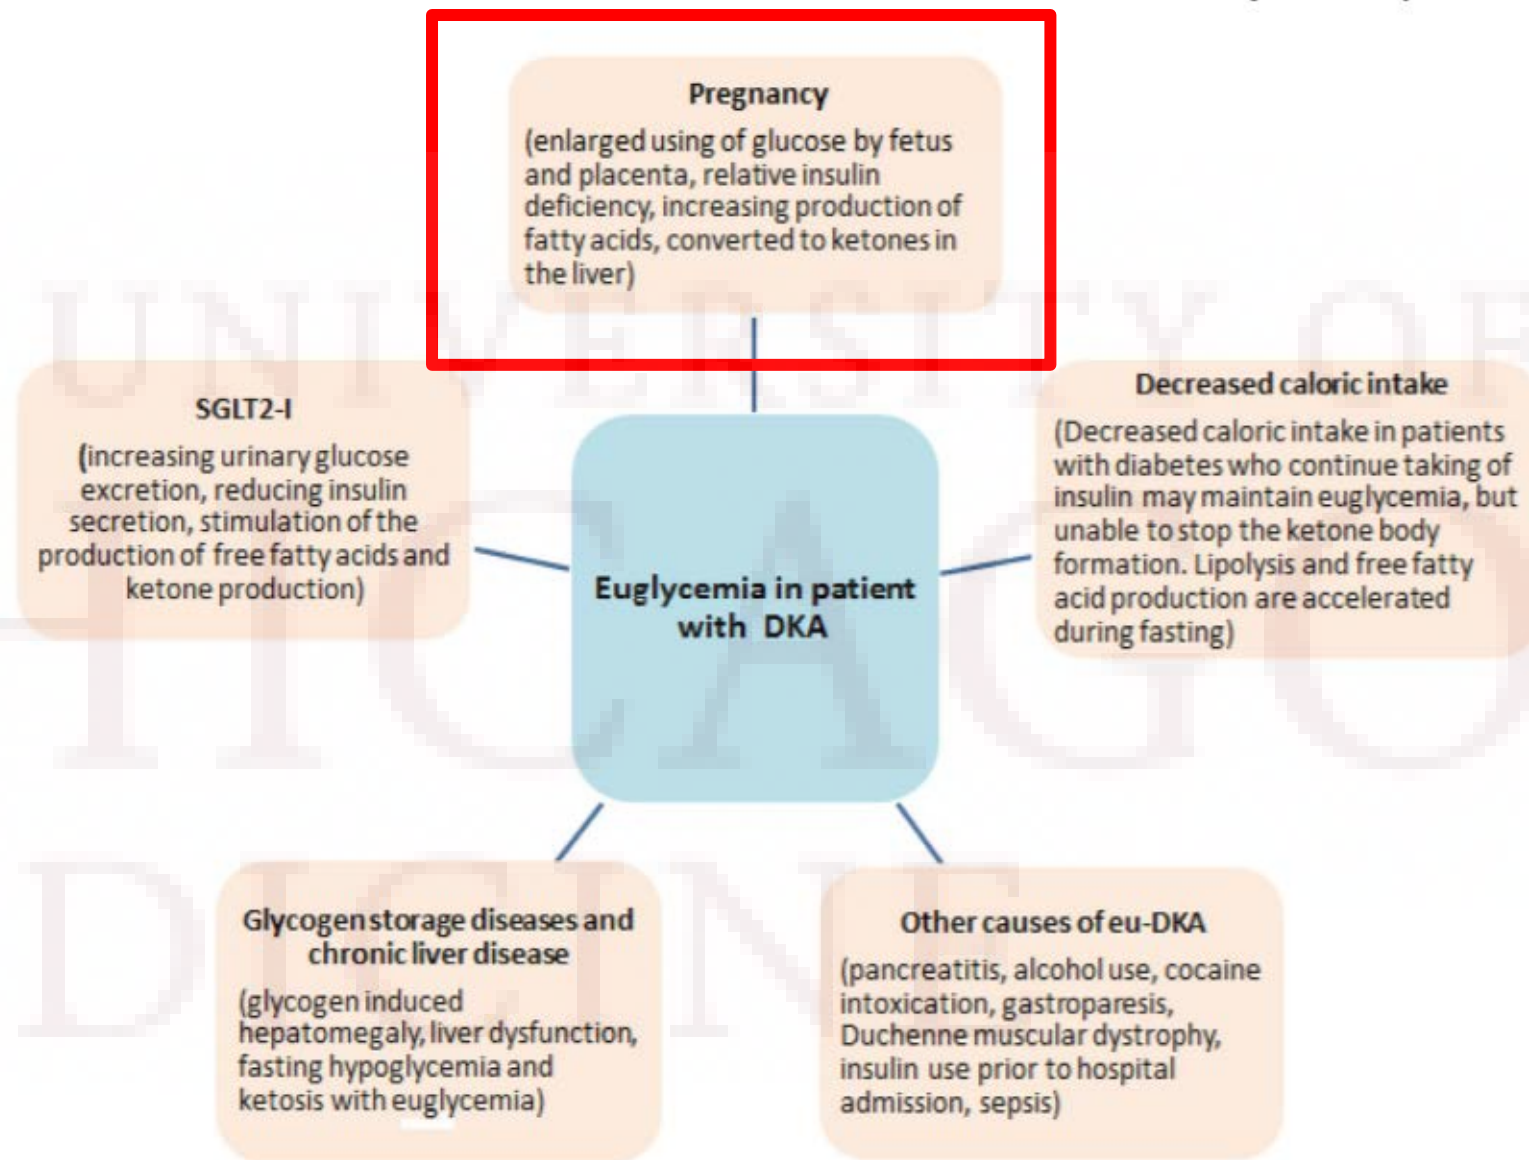 Pregnancy
(enlarged using of glucose by fetus
and placenta, relative insulin
deficiency, increasing production of
fatty acids, converted to ketones in
the liver)
SGLT2-I
(increasing urinary glucose
excretion, reducing insulin
secretion, stimulation of the
production of free fatty acids and
ketone production)
Euglycemia in patient
with DKA
Decreased caloric intake
(Decreased caloric intake in patients
with diabetes who continue taking of
insulin may maintain euglycemia, but
unable to stop the ketone body
formation. Lipolysis and free fatty
acid production are accelerated
during fasting)
Glycogen storage diseases and
chronic liver disease
(glycogen induced
hepatomegaly, liver dysfunction,
fasting hypoglycemia and
ketosis with euglycemia)
Other causes of eu-DKA
(pancreatitis, alcohol use, cocaine
intoxication, gastroparesis,
Duchenne muscular dystrophy,
insulin use prior to hospital
admission, sepsis)
UNIVERSITY OF
HICAGO
DICINE